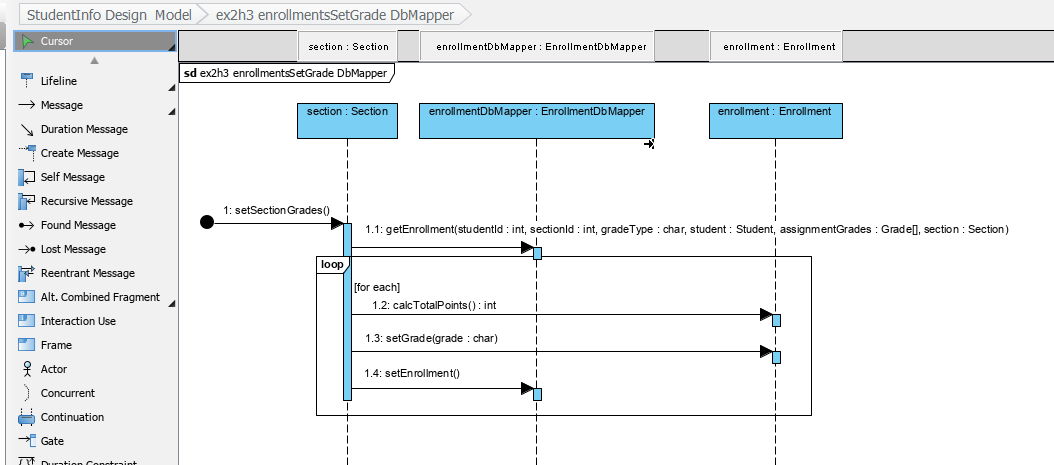 StudentInfo Design Model
ex2h3 enrollmentsSetGrade DbMapper
Cursor
Lifeline
Message
Duration Message
Create Message
Self Message
Recursive Message
Found Message
Lost Message
Reentrant Message
Alt. Combined Fragment
Interaction Use
Frame
Actor
Concurrent
Continuation
Gate
Duration Constraint
section : Section
enrollmentDbMapper : EnrollmentDbMapper
enrollment : Enrollment
sd ex2h3 enrollmentsSetGrade DbMapper
section : Section
enrollmentDbMapper : EnrollmentDbMapper
enrollment : Enrollment
1: setSectionGrades()
1.1: getEnrollment(studentId : int, sectionId : int, gradeType : char, student : Student, assignmentGrades : Grade[], section : Section)
loop
[for each]
1.2: calcTotalPoints() : int
1.3: setGrade(grade : char)
1.4: setEnrollment()